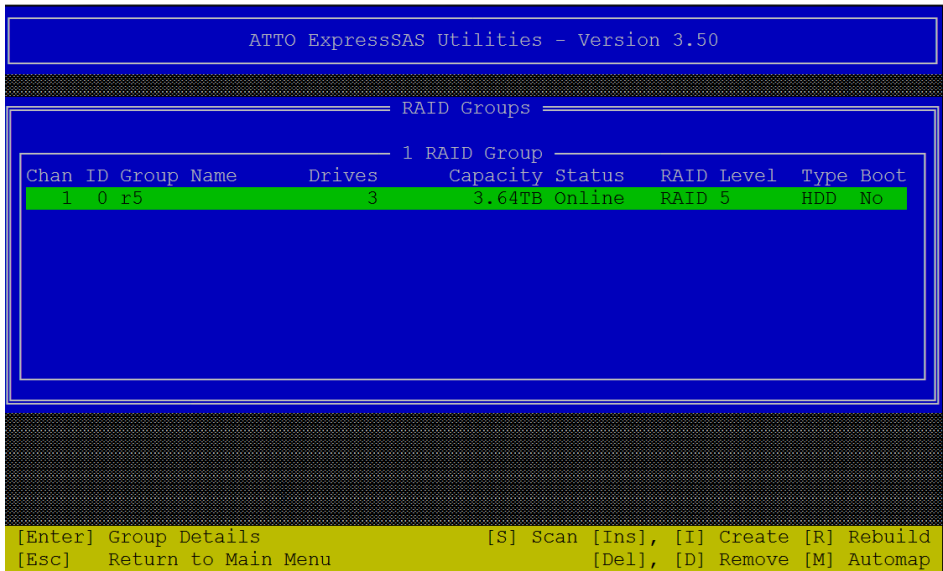 ATTO ExpressSAS Utilities - Version 3.50
RAID Groups
1 RAID Group
Chan ID Group Name Drives Capacity Status RAID Level Type Boot
1 0 r5 3 3.64TB Online RAID 5 HDD No
[Enter] Group Details [S] Scan [Ins], [I] Create [R] Rebuild
[Esc] Return to Main Menu [Del], [D] Remove [M] Automap